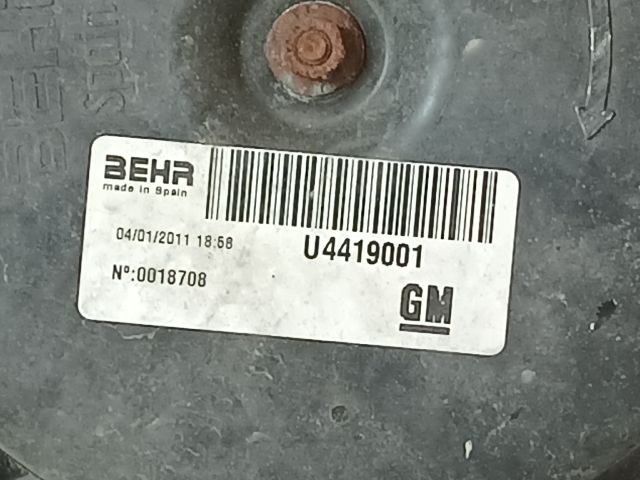 BEHR
made in Spain
04/01/2011 18:58
U4419001
Nº:0018708
GM